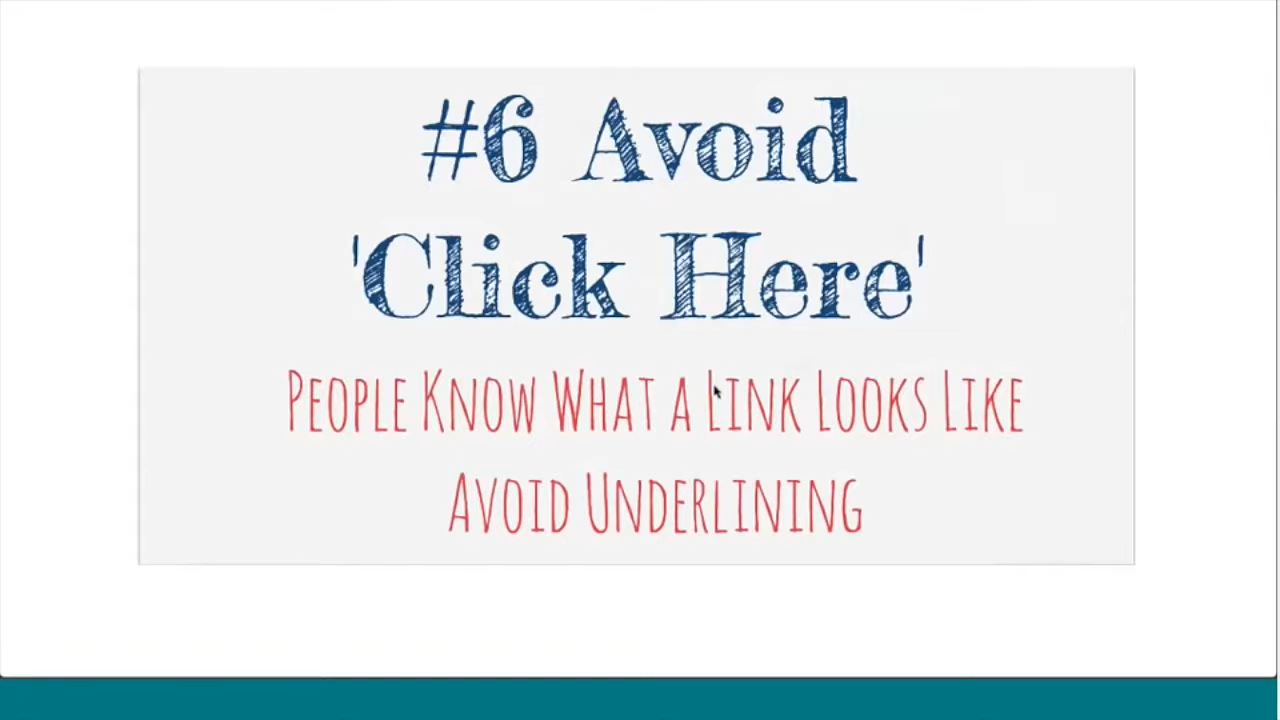 #6 Avoid
'Click Here'
People Know What a Link Looks Like
Avoid Underlining